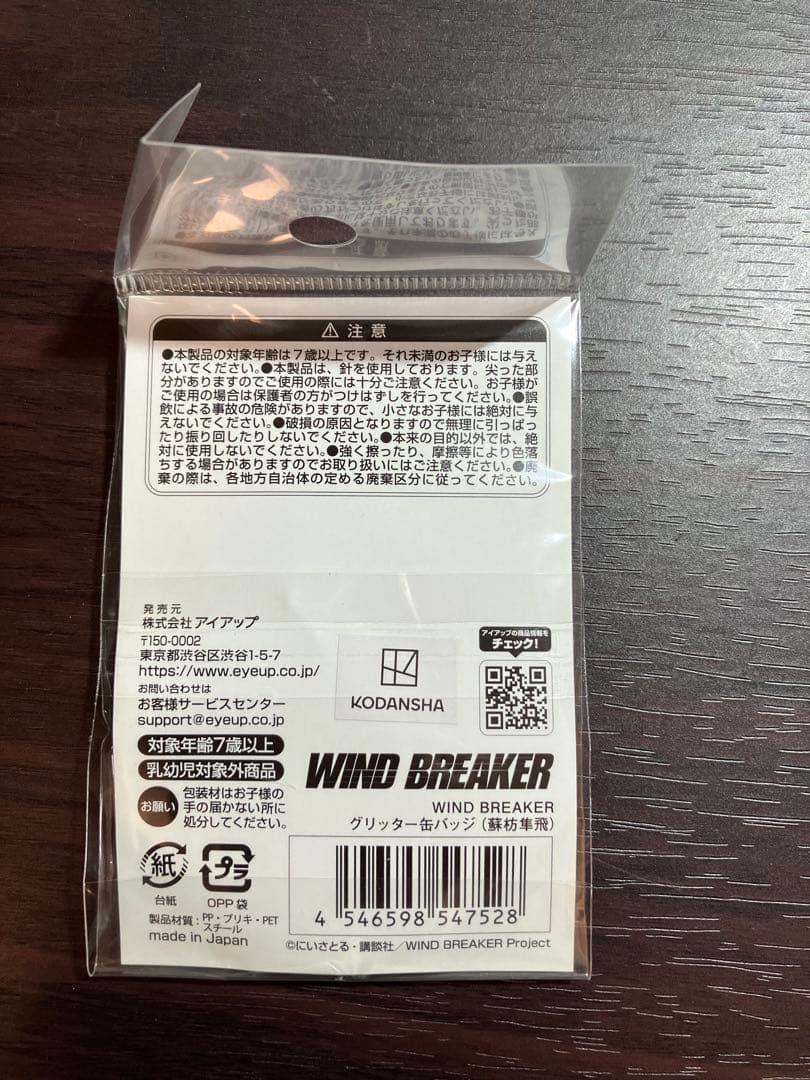 ⚠ 注意
●本製品の対象年齢は7歳以上です。それ未満のお子様には与え
ないでください。●本製品は、針を使用しております。尖った部
分がありますのでご使用の際には十分ご注意ください。お子様が
ご使用の場合は保護者の方がつけはずしを行ってください。●誤
飲による事故の危険がありますので、小さなお子様には絶対に与
えないでください。●破損の原因となりますので無理に引っぱっ
たり振り回したりしないでください。●本来の目的以外では、絶
対に使用しないでください。●強く擦ったり、摩擦等により色落
ちする場合がありますのでお取り扱いにはご注意ください。●廃
棄の際は、各地方自治体の定める廃棄区分に従ってください。
発売元
株式会社 アイアップ
〒150-0002
東京都渋谷区渋谷1-5-7
https://www.eyeup.co.jp/
お問い合わせは
お客様サービスセンター
support@eyeup.co.jp
KODANSHA
アイアップの商品情報を
チェック!
対象年齢7歳以上
乳幼児対象外商品
お願い
包装材はお子様の
手の届かない所に
処分してください。
WIND BREAKER
WIND BREAKER
グリッター缶バッジ(蘇枋隼飛)
紙
台紙
プラ
OPP袋
製品材質:PP・ブリキ・PET
スチール
made in Japan
4 546598 547528
©にいさとる・講談社/WIND BREAKER Project